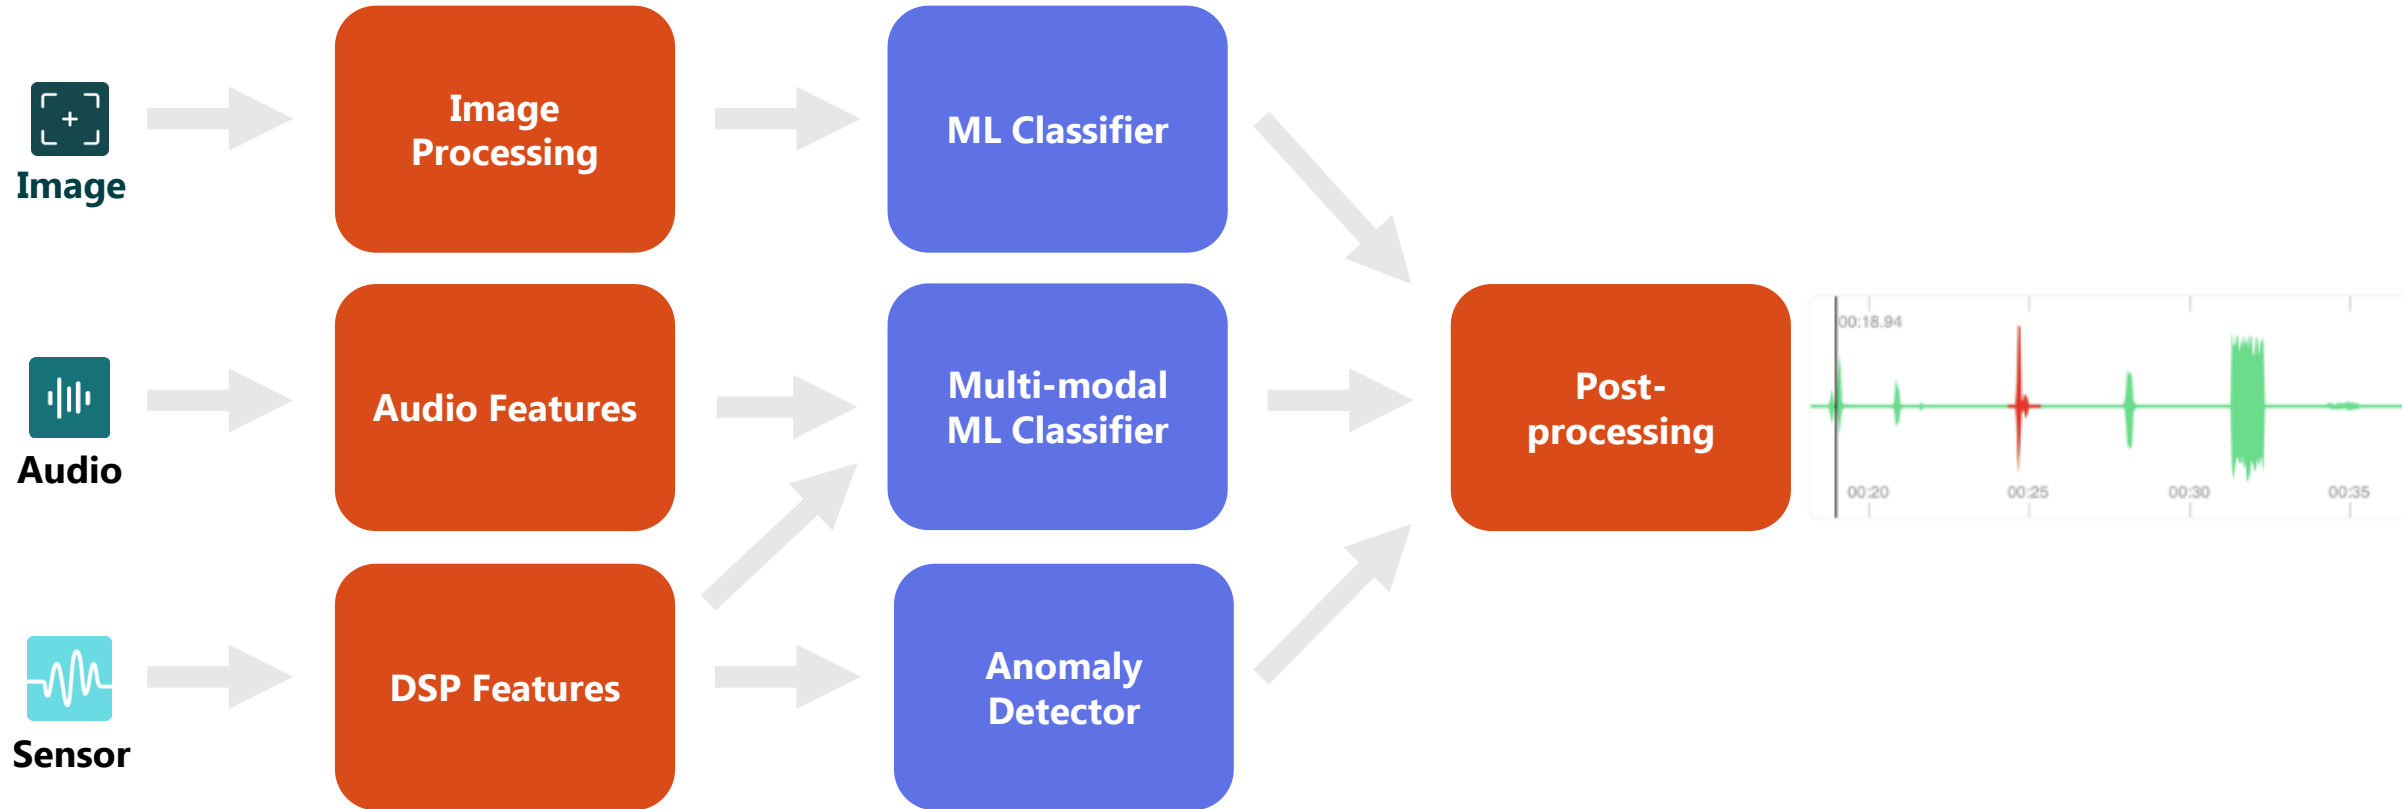 Image
Image
Processing
ML Classifier
Audio
Audio Features
Multi-modal
ML Classifier
Post-
processing
00:18.94
00:20
00:25
00:30
00:35
Sensor
DSP Features
Anomaly
Detector